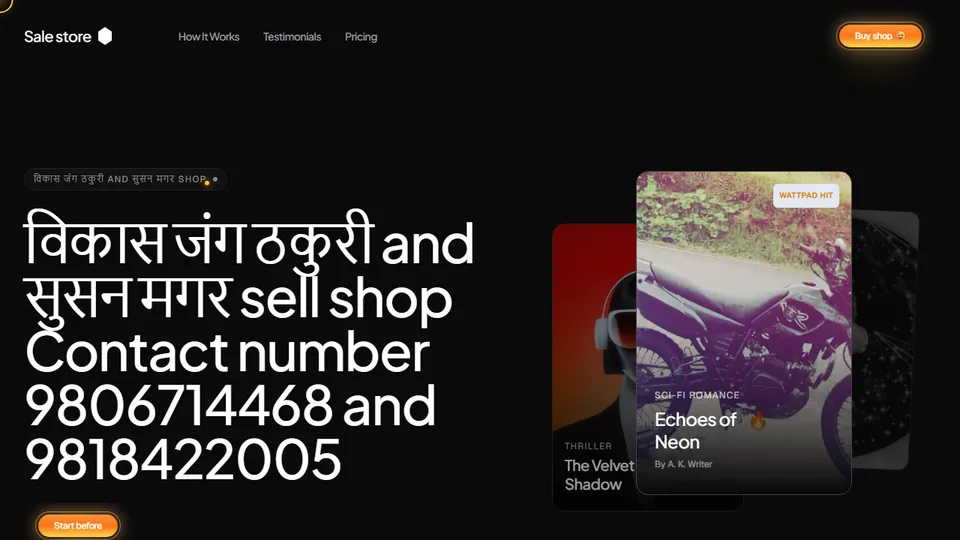 Sale store
How It Works
Testimonials
Pricing
Buy shop
विकास जंग ठकुरी AND सुसन मगर SHOP
विकास जंग ठकुरी and
सुसन मगर sell shop
Contact number
9806714468 and
9818422005
Start before
WATTPAD HIT
SCI-FI ROMANCE
Echoes of 🔥
Neon
By A. K. Writer
THRILLER
The Velvet
Shadow